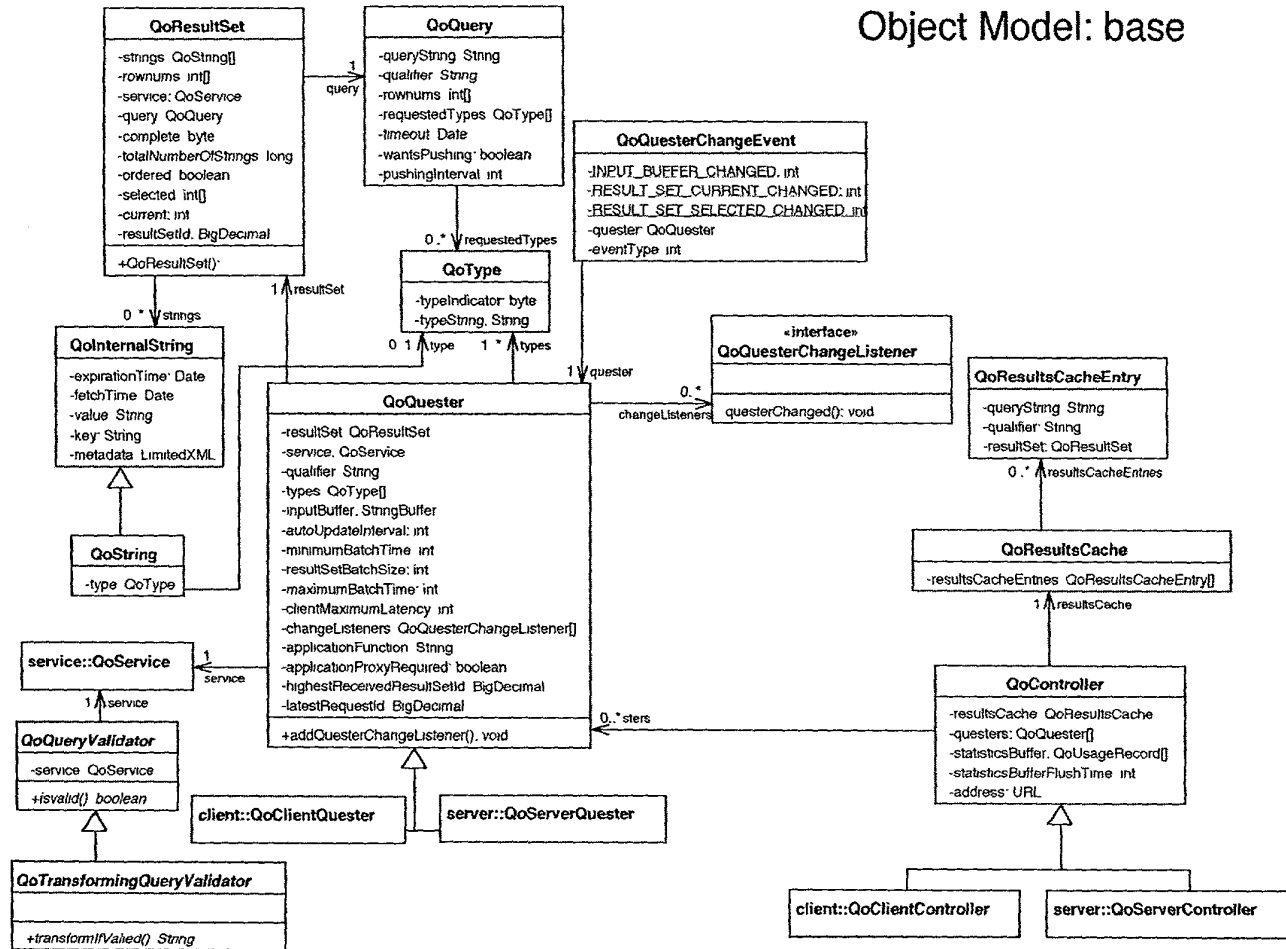 Object Model: base
QoResultSet
-strings QoString[]
-rownums int[]
-service: QoService
-query QoQuery
-complete byte
-totalNumberOfStrings long
-ordered boolean
-selected int[]
-current: int
-resultSetId. BigDecimal
+QoResultSet()
1
query
QoQuery
-queryString String
-qualifier String
-rownums int[]
-requestedTypes QoType[]
-timeout Date
-wantsPushing boolean
-pushingInterval int
QoQuesterChangeEvent
-INPUT_BUFFER_CHANGED. int
-RESULT_SET_CURRENT_CHANGED: int
-RESULT_SET_SELECTED_CHANGED int
-quester QoQuester
-eventType int
0..* requestedTypes
QoType
-typeIndicator byte
-typeString. String
1 resultSet
0 * strings
0 1 type
1 * types
1 quester
QoInternalString
-expirationTime Date
-fetchTime Date
-value String
-key String
-metadata LimitedXML
«interface»
QoQuesterChangeListener
questerChanged(): void
0..*
changeListeners
QoResultsCacheEntry
-queryString String
-qualifier String
-resultSet: QoResultSet
0..* resultsCacheEntries
QoQuester
-resultSet QoResultSet
-service. QoService
-qualifier String
-types QoType[]
-inputBuffer. StringBuffer
-autoUpdateInterval: int
-minimumBatchTime int
-resultSetBatchSize: int
-maximumBatchTime int
-clientMaximumLatency int
-changeListeners QoQuesterChangeListener[]
-applicationFunction String
-applicationProxyRequired boolean
-highestReceivedResultSetId BigDecimal
-latestRequestId BigDecimal
+addQuesterChangeListener(). void
QoString
-type QoType
QoResultsCache
-resultsCacheEntries QoResultsCacheEntry[]
1 resultsCache
service::QoService
1
service
1 service
QoQueryValidator
-service QoService
+isvalid() boolean
QoController
-resultsCache QoResultsCache
-questers: QoQuester[]
-statisticsBuffer. QoUsageRecord[]
-statisticsBufferFlushTime int
-address URL
0..* sters
client::QoClientQuester
server::QoServerQuester
QoTransformingQueryValidator
+transformIfValied() String
client::QoClientController
server::QoServerController